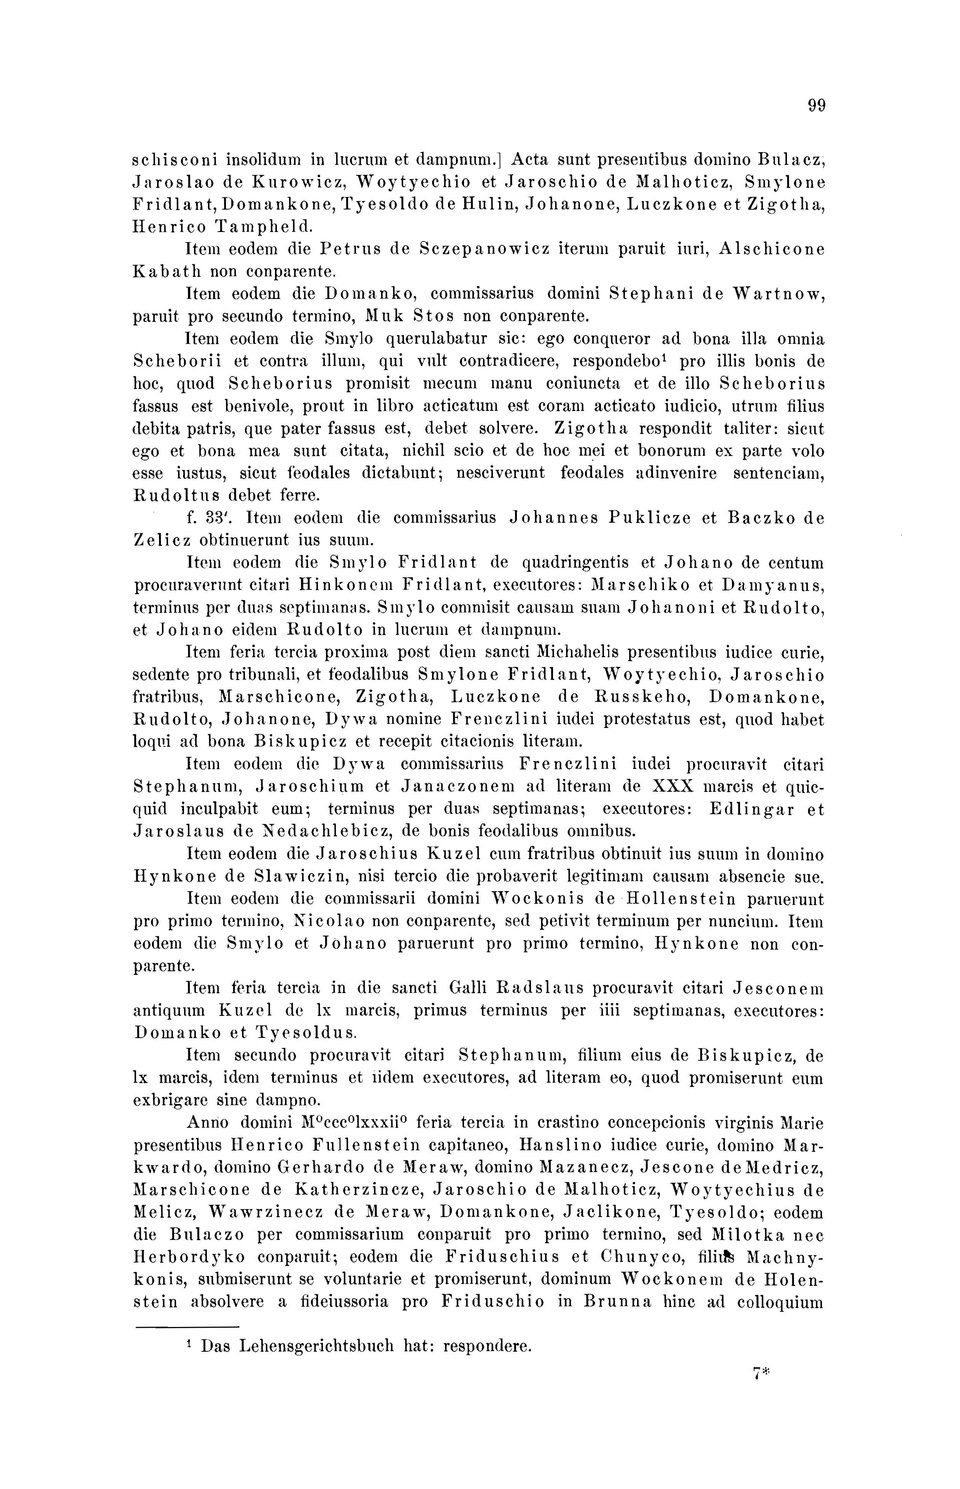 99
schisconi insolidum in lucrum et dampnum.] Acta sunt presentibus domino Bulacz,
Jaroslao de Kurowicz, Woytyechio et Jaroschio de Malhoticz, Smylone
Fridlant, Domankone, Tyesoldo de Hulin, Johanone, Luczkone et Zigotha,
Henrico Tampheld.
Item eodem die Petrus de Sczepanowicz iterum paruit iuri, Alschicone
Kabath non conparente.
Item eodem die Domanko, commissarius domini Stephani de Wartnow,
paruit pro secundo termino, Muk Stos non conparente.
Item eodem die Smylo querulabatur sic: ego conqueror ad bona illa omnia
Scheborii et contra illum, qui vult contradicere, respondebo¹ pro illis bonis de
hoc, quod Scheborius promisit mecum manu coniuncta et de illo Scheborius
fassus est benivole, prout in libro acticatum est coram acticato iudicio, utrum filius
debita patris, que pater fassus est, debet solvere. Zigotha respondit taliter: sicut
ego et bona mea sunt citata, nichil scio et de hoc mei et bonorum ex parte volo
esse iustus, sicut feodales dictabunt; nesciverunt feodales adinvenire sentenciam,
Rudoltus debet ferre.
f. 33′. Item eodem die commissarius Johannes Puklicze et Baczko de
Zelicz obtinuerunt ius suum.
Item eodem die Smylo Fridlant de quadringentis et Johano de centum
procuraverunt citari Hinkonem Fridlant, executores: Marschiko et Damyanus,
terminus per duas septimanas. Smylo commisit causam suam Johanoni et Rudolto,
et Johano eidem Rudolto in lucrum et dampnum.
Item feria tercia proxima post diem sancti Michahelis presentibus iudice curie,
sedente pro tribunali, et feodalibus Smylone Fridlant, Woytyechio, Jaroschio
fratribus, Marschicone, Zigotha, Luczkone de Russkeho, Domankone,
Rudolto, Johanone, Dywa nomine Frenczlini iudei protestatus est, quod habet
loqui ad bona Biskupicz et recepit citacionis literam.
Item eodem die Dywa commissarius Frenczlini iudei procuravit citari
Stephanum, Jaroschium et Janaczonem ad literam de XXX marcis et quic-
quid inculpabit eum; terminus per duas septimanas; executores: Edlingar et
Jaroslaus de Nedachlebicz, de bonis feodalibus omnibus.
Item eodem die Jaroschius Kuzel cum fratribus obtinuit ius suum in domino
Hynkone de Slawiczin, nisi tercio die probaverit legitimam causam absencie sue.
Item eodem die commissarii domini Wockonis de Hollenstein paruerunt
pro primo termino, Nicolao non conparente, sed petivit terminum per nuncium. Item
eodem die Smylo et Johano paruerunt pro primo termino, Hynkone non con-
parente.
Item feria tercia in die sancti Galli Radslaus procuravit citari Jesconem
antiquum Kuzel de lx marcis, primus terminus per iiii septimanas, executores:
Domanko et Tyesoldus.
Item secundo procuravit citari Stephanum, filium eius de Biskupicz, de
lx marcis, idem terminus et iidem executores, ad literam eo, quod promiserunt eum
exbrigare sine dampno.
Anno domini M⁰ccc⁰lxxxii⁰ feria tercia in crastino concepcionis virginis Marie
presentibus Henrico Fullenstein capitaneo, Hanslino iudice curie, domino Mar-
kwardo, domino Gerhardo de Meraw, domino Mazanecz, Jescone de Medricz,
Marschicone de Katherzincze, Jaroschio de Malhoticz, Woytyechius de
Melicz, Wawrzinecz de Meraw, Domankone, Jaclikone, Tyesoldo; eodem
die Bulaczo per commissarium conparuit pro primo termino, sed Milotka nec
Herbordyko conparuit; eodem die Friduschius et Chunyco, filius Machny-
konis, submiserunt se voluntarie et promiserunt, dominum Wockonem de Holen-
stein absolvere a fideiussoria pro Friduschio in Brunna hinc ad colloquium
¹ Das Lehensgerichtsbuch hat: respondere.
7*